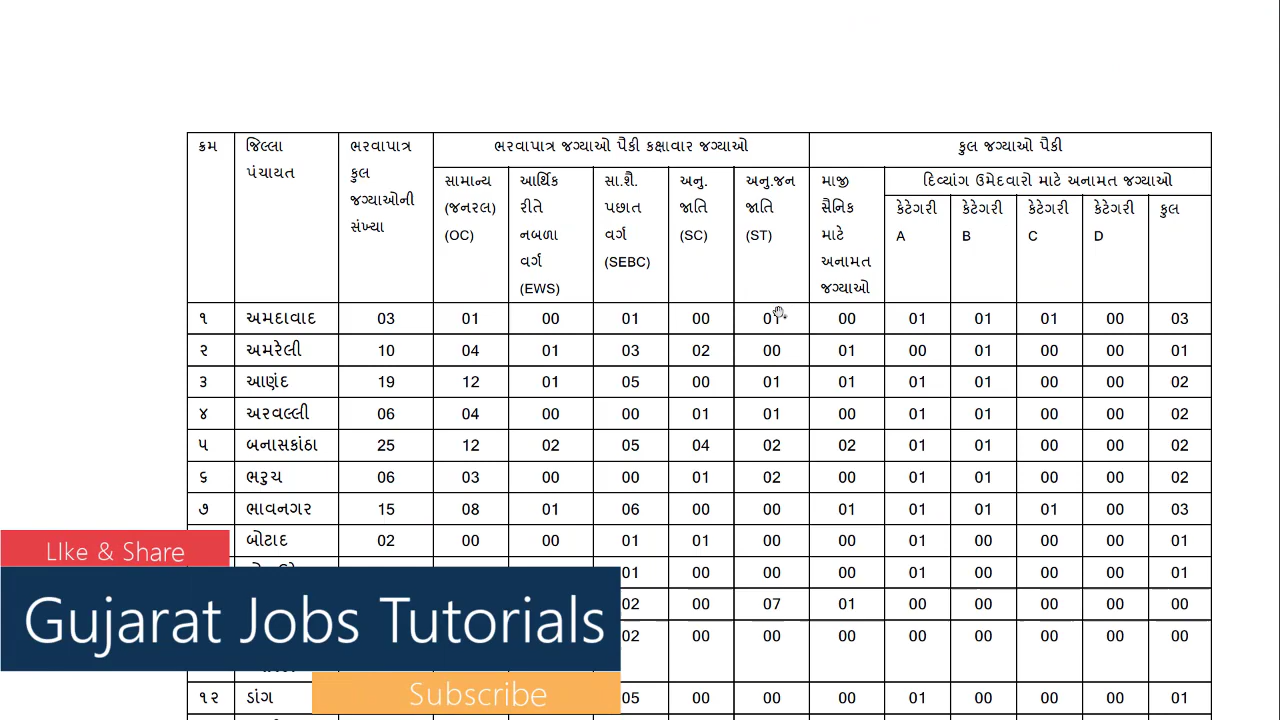 ક્રમ જિલ્લા પંચાયત ભરવાપાત્ર કુલ જગ્યાઓની સંખ્યા ભરવાપાત્ર જગ્યાઓ પૈકી કક્ષાવાર જગ્યાઓ કુલ જગ્યાઓ પૈકી
સામાન્ય (જનરલ) (OC) આર્થિક રીતે નબળા વર્ગ (EWS) સા.શૈ. પછાત વર્ગ (SEBC) અનુ. જાતિ (SC) અનુ.જન જાતિ (ST) માજી સૈનિક માટે અનામત જગ્યાઓ દિવ્યાંગ ઉમેદવારો માટે અનામત જગ્યાઓ
કેટેગરી A કેટેગરી B કેટેગરી C કેટેગરી D કુલ
૧ અમદાવાદ 03 01 00 01 00 01 00 01 01 01 00 03
૨ અમરેલી 10 04 01 03 02 00 01 00 01 00 00 01
૩ આણંદ 19 12 01 05 00 01 01 01 01 00 00 02
૪ અરવલ્લી 06 04 00 00 01 01 00 01 01 00 00 02
૫ બનાસકાંઠા 25 12 02 05 04 02 02 01 01 00 00 02
૬ ભરુચ 06 03 00 00 01 02 00 01 01 00 00 02
૭ ભાવનગર 15 08 01 06 00 00 01 01 01 01 00 03
બોટાદ 02 00 00 01 01 00 00 01 00 00 00 01
01 00 00 00 01 00 00 00 01
02 00 07 01 00 00 00 00 00
02 00 00 00 00 00 00 00 00
૧૨ ડાંગ 05 00 00 00 01 00 00 00 01
LIke & Share
Gujarat Jobs Tutorials
Subscribe